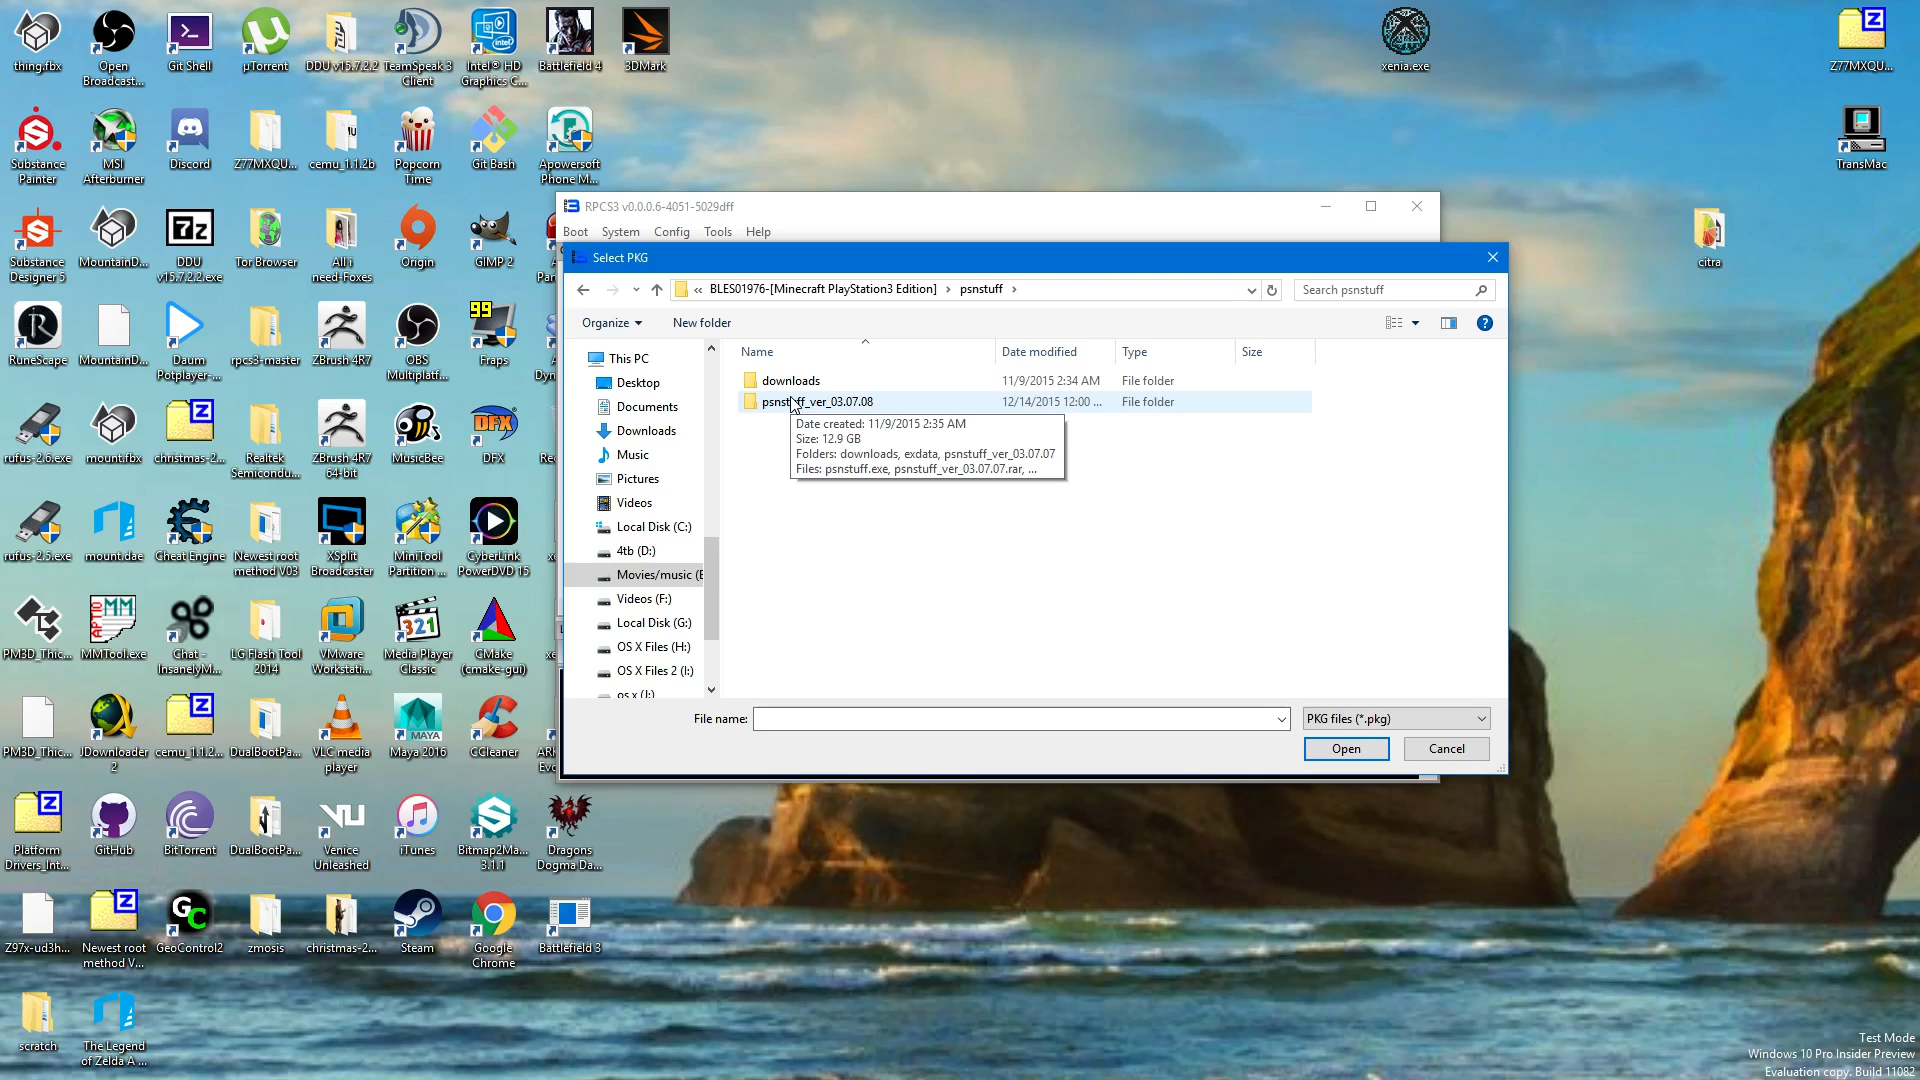 thing.fbx
Open
Broadcast...
Git Shell
µTorrent
DDU v15.7.2.2
TeamSpeak 3
Client
Intel® HD
Graphics C...
Battlefield 4
3DMark
xenia.exe
Z77MXQU...
Substance
Painter
MSI
Afterburner
Discord
Z77MXQU...
cemu_1.1.2b
Popcorn
Time
Git Bash
Apowersoft
Phone M...
TransMac
Substance
Designer 5
MountainD...
DDU
v15.7.2.2.exe
Tor Browser
All i
need-Foxes
Origin
GIMP 2
citra
RuneScape
MountainD...
Daum
Potplayer-...
rpcs3-master
ZBrush 4R7
OBS
Multiplatf...
99
Fraps
rufus-2.6.exe
mount.fbx
christmas-2...
Realtek
Semicondu...
ZBrush 4R7
64-bit
MusicBee
DFX
DFX
rufus-2.5.exe
mount.dae
Cheat Engine
Newest root
method V03
XSplit
Broadcaster
MiniTool
Partition ...
CyberLink
PowerDVD 15
PM3D_Thic...
MMTool.exe
Chat -
InsanelyM...
LG Flash Tool
2014
VMware
Workstati...
Media Player
Classic
CMake
(cmake-gui)
PM3D_Thic...
JDownloader
2
cemu_1.1.2...
DualBootPa...
VLC media
player
MAYA
Maya 2016
CCleaner
Platform
Drivers_Int...
GitHub
BitTorrent
DualBootPa...
Venice
Unleashed
iTunes
Bitmap2Ma...
3.1.1
Dragons
Dogma Da...
Z97x-ud3h...
Newest root
method V...
GeoControl2
zmosis
christmas-2...
Steam
Google
Chrome
Battlefield 3
scratch
The Legend
of Zelda A ...
RPCS3 v0.0.0.6-4051-5029dff
Boot System Config Tools Help
Select PKG
« BLES01976-[Minecraft PlayStation3 Edition] › psnstuff ›
Search psnstuff
Organize New folder
This PC
Desktop
Documents
Downloads
Music
Pictures
Videos
Local Disk (C:)
4tb (D:)
Movies/music (E
Videos (F:)
Local Disk (G:)
OS X Files (H:)
OS X Files 2 (I:)
os x (J:)
Name Date modified Type Size
downloads 11/9/2015 2:34 AM File folder
psnstuff_ver_03.07.08 12/14/2015 12:00 ... File folder
Date created: 11/9/2015 2:35 AM
Size: 12.9 GB
Folders: downloads, exdata, psnstuff_ver_03.07.07
Files: psnstuff.exe, psnstuff_ver_03.07.07.rar, ...
File name:
PKG files (*.pkg)
Open Cancel
Test Mode
Windows 10 Pro Insider Preview
Evaluation copy. Build 11082